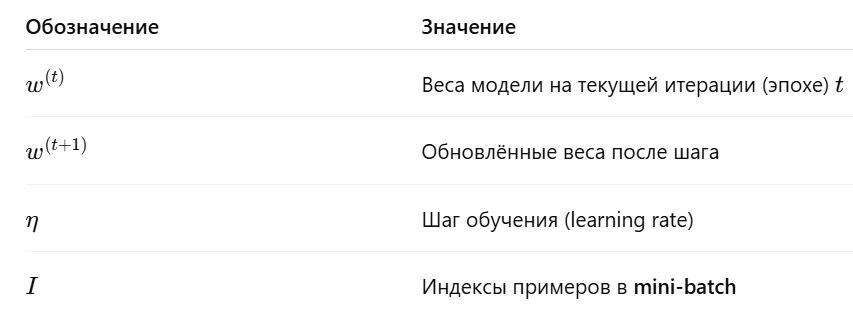 Обозначение Значение
w^(t) Веса модели на текущей итерации (эпохе) t
w^(t+1) Обновлённые веса после шага
η Шаг обучения (learning rate)
I Индексы примеров в mini-batch